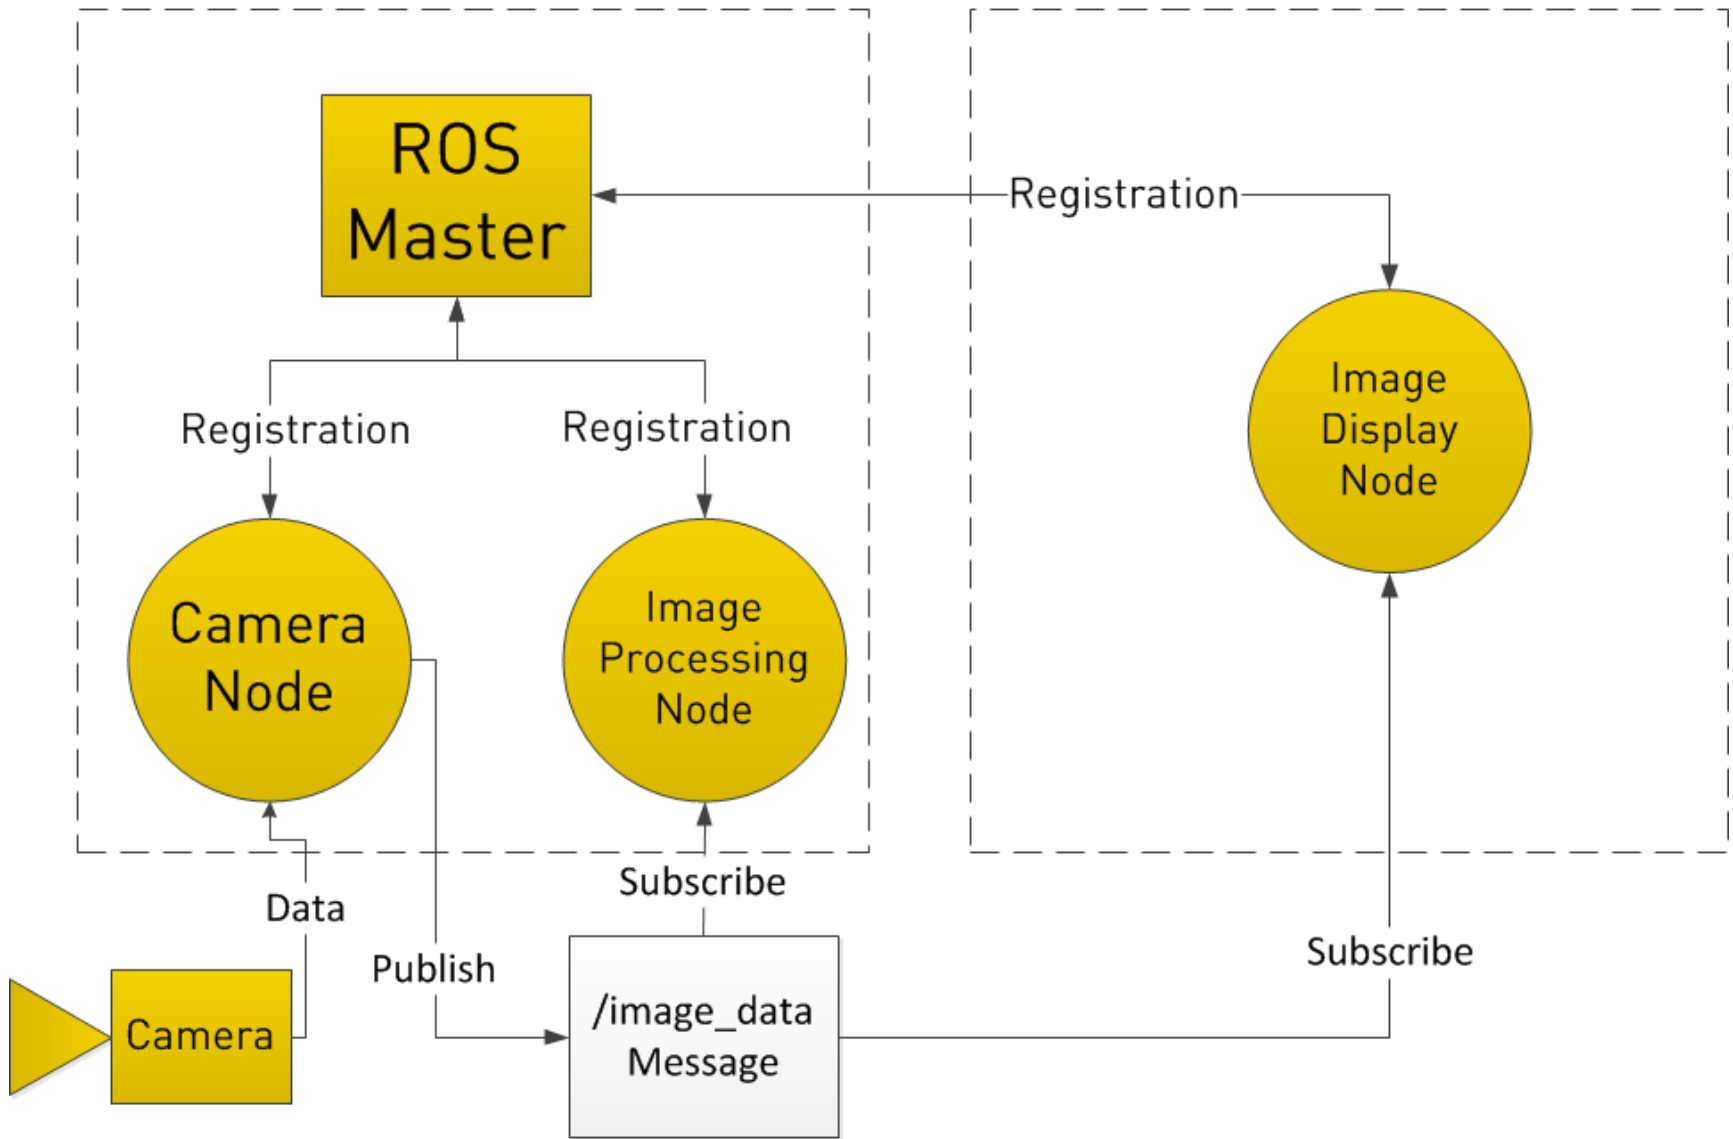 ROS
Master
Registration
Registration
Registration
Image
Display
Node
Camera
Node
Image
Processing
Node
Data
Subscribe
Publish
Subscribe
Camera
/image_data
Message